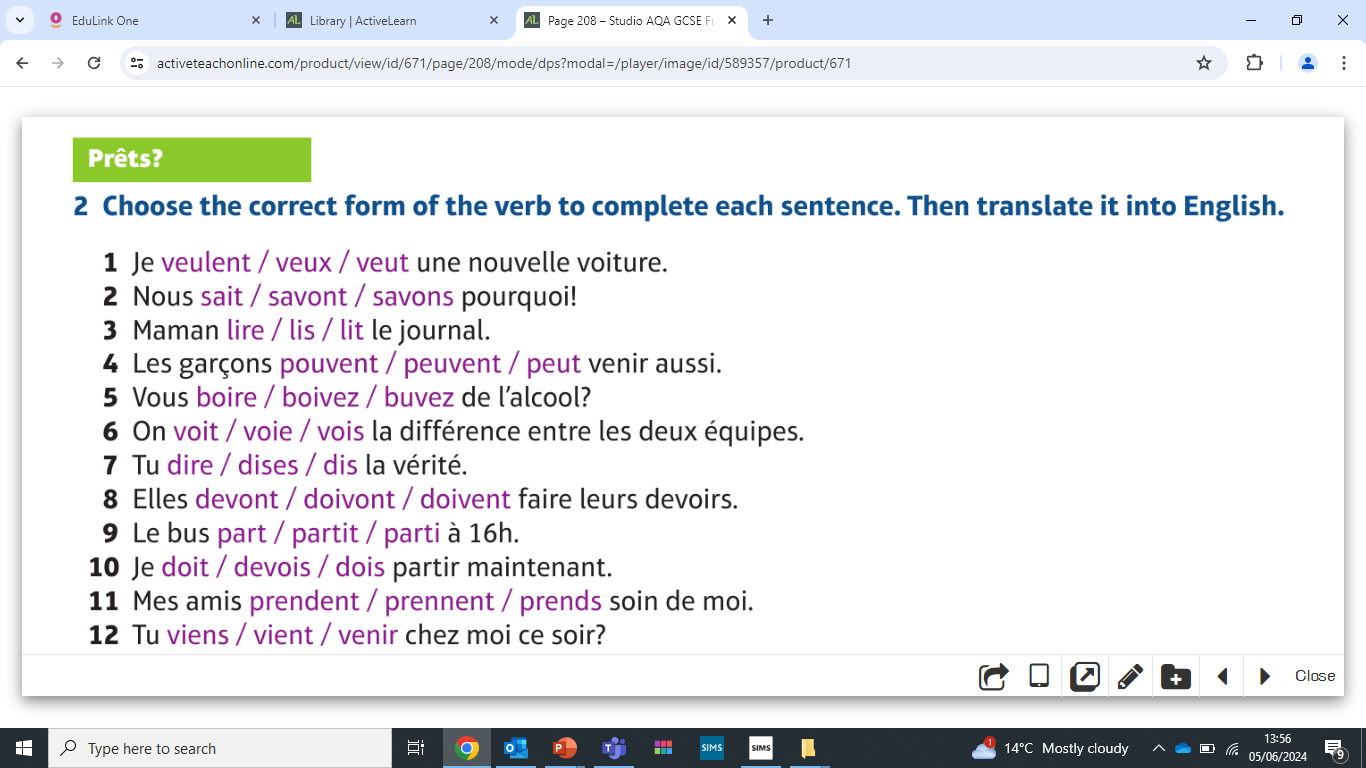 EduLink One
Library | ActiveLearn
Page 208 – Studio AQA GCSE Fr
activeteachonline.com/product/view/id/671/page/208/mode/dps?modal=/player/image/id/589357/product/671
Prêts?
2 Choose the correct form of the verb to complete each sentence. Then translate it into English.
1 Je veulent / veux / veut une nouvelle voiture.
2 Nous sait / savont / savons pourquoi!
3 Maman lire / lis / lit le journal.
4 Les garçons pouvent / peuvent / peut venir aussi.
5 Vous boire / boivez / buvez de l'alcool?
6 On voit / voie / vois la différence entre les deux équipes.
7 Tu dire / dises / dis la vérité.
8 Elles devont / doivont / doivent faire leurs devoirs.
9 Le bus part / partit / parti à 16h.
10 Je doit / devois / dois partir maintenant.
11 Mes amis prendent / prennent / prends soin de moi.
12 Tu viens / vient / venir chez moi ce soir?
Close
Type here to search
SIMS
SIMS
1
14°C Mostly cloudy
13:56
05/06/2024
9